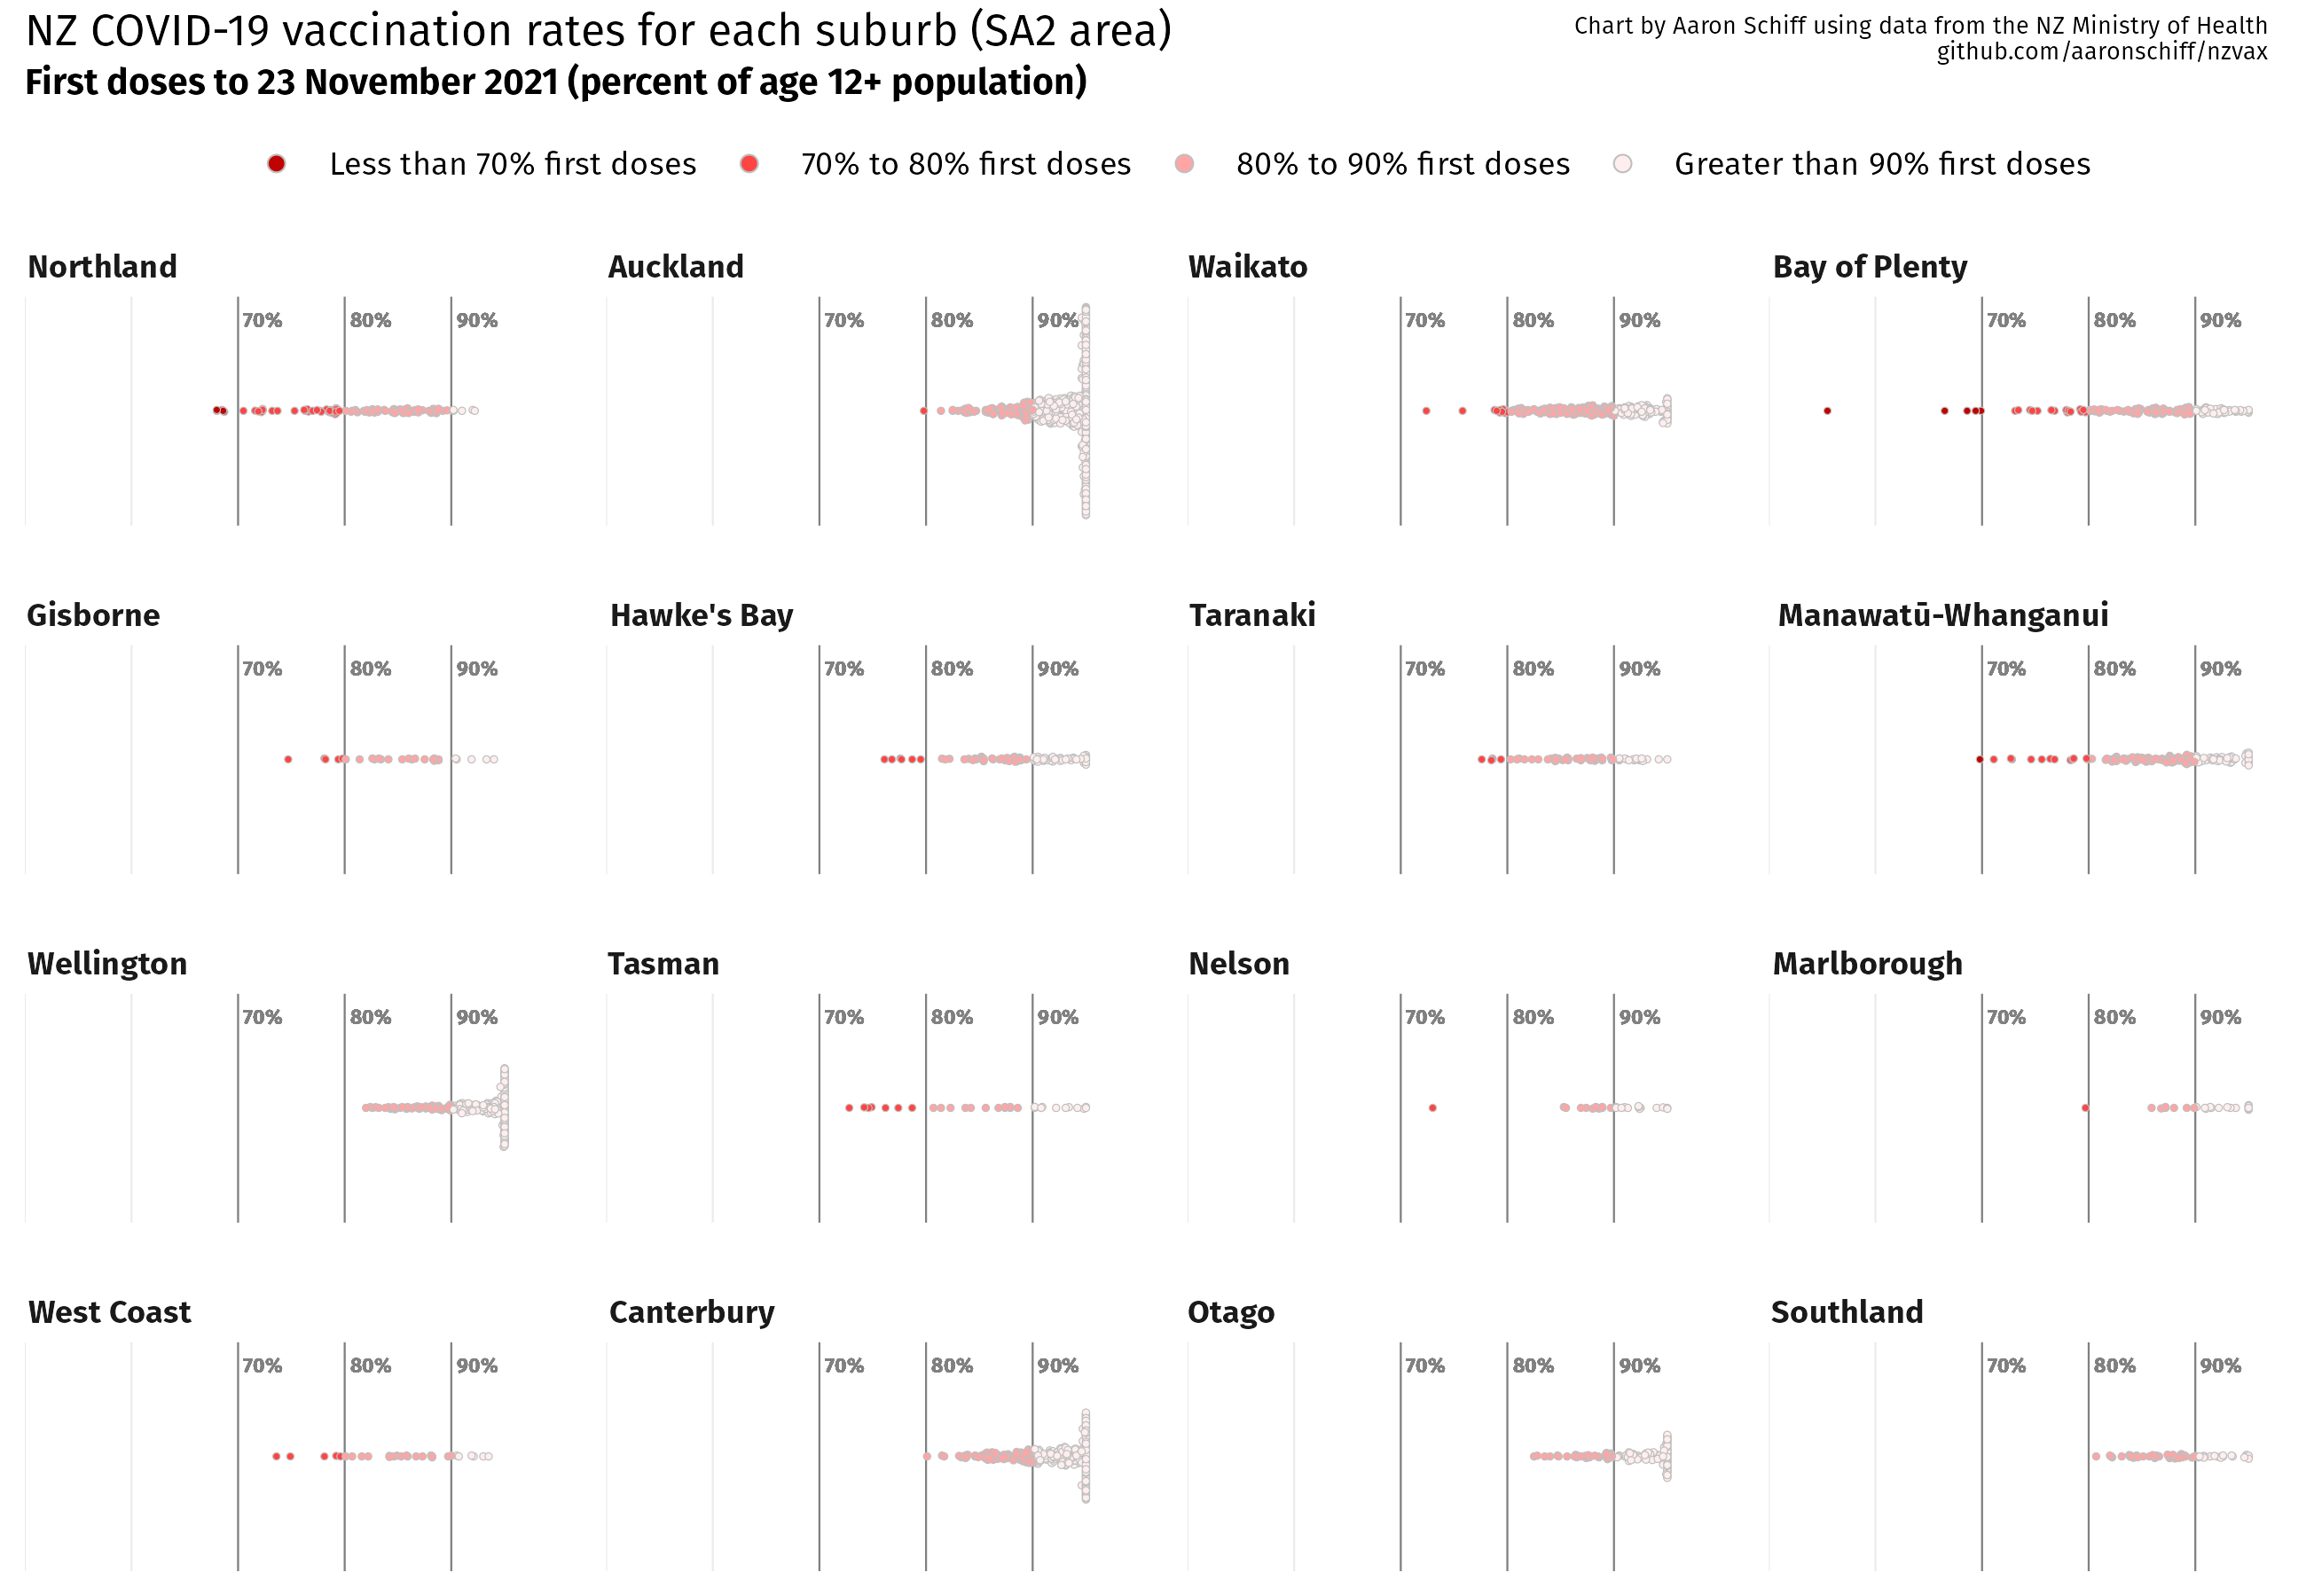 NZ COVID-19 vaccination rates for each suburb (SA2 area)
First doses to 23 November 2021 (percent of age 12+ population)
Chart by Aaron Schiff using data from the NZ Ministry of Health
github.com/aaronschiff/nzvax
Less than 70% first doses 70% to 80% first doses 80% to 90% first doses Greater than 90% first doses
Northland Auckland Waikato Bay of Plenty
70% 80% 90% 70% 80% 90% 70% 80% 90% 70% 80% 90%
Gisborne Hawke's Bay Taranaki Manawatū-Whanganui
70% 80% 90% 70% 80% 90% 70% 80% 90% 70% 80% 90%
Wellington Tasman Nelson Marlborough
70% 80% 90% 70% 80% 90% 70% 80% 90% 70% 80% 90%
West Coast Canterbury Otago Southland
70% 80% 90% 70% 80% 90% 70% 80% 90% 70% 80% 90%